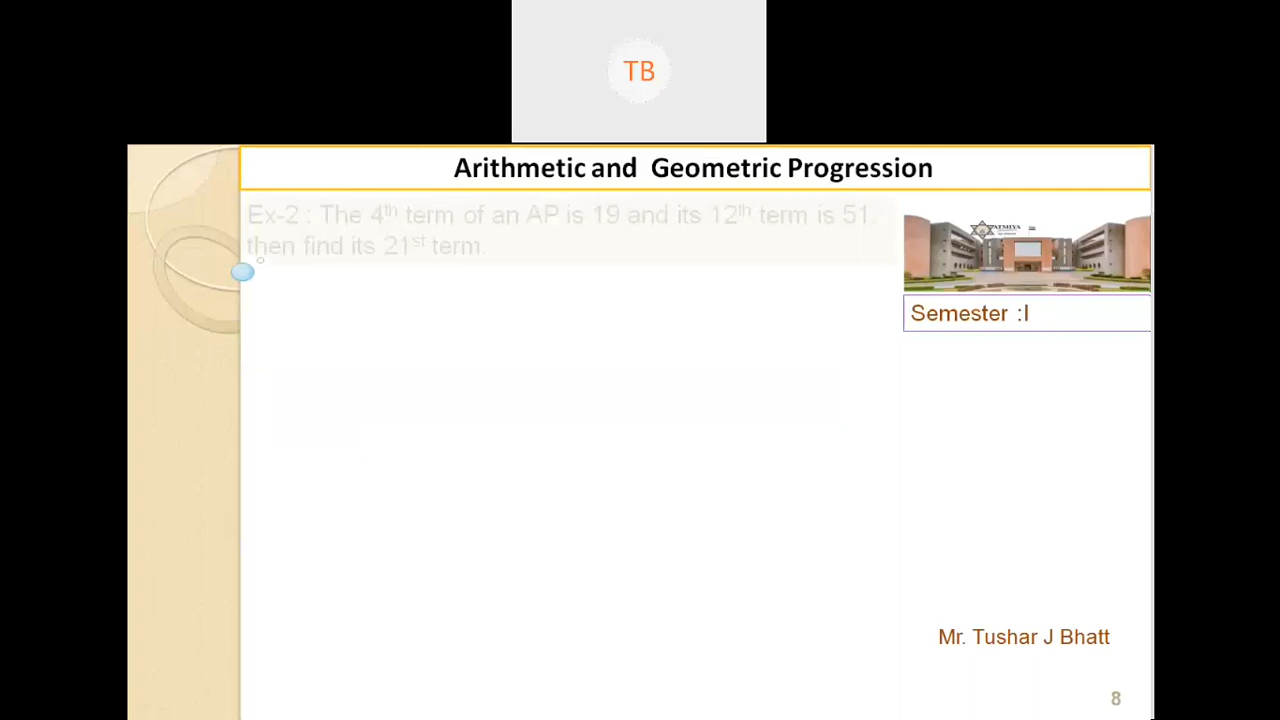 TB
Arithmetic and Geometric Progression
Ex-2 : The 4th term of an AP is 19 and its 12th term is 51,
then find its 21st term.
ATMIYA
Semester :I
Mr. Tushar J Bhatt
8